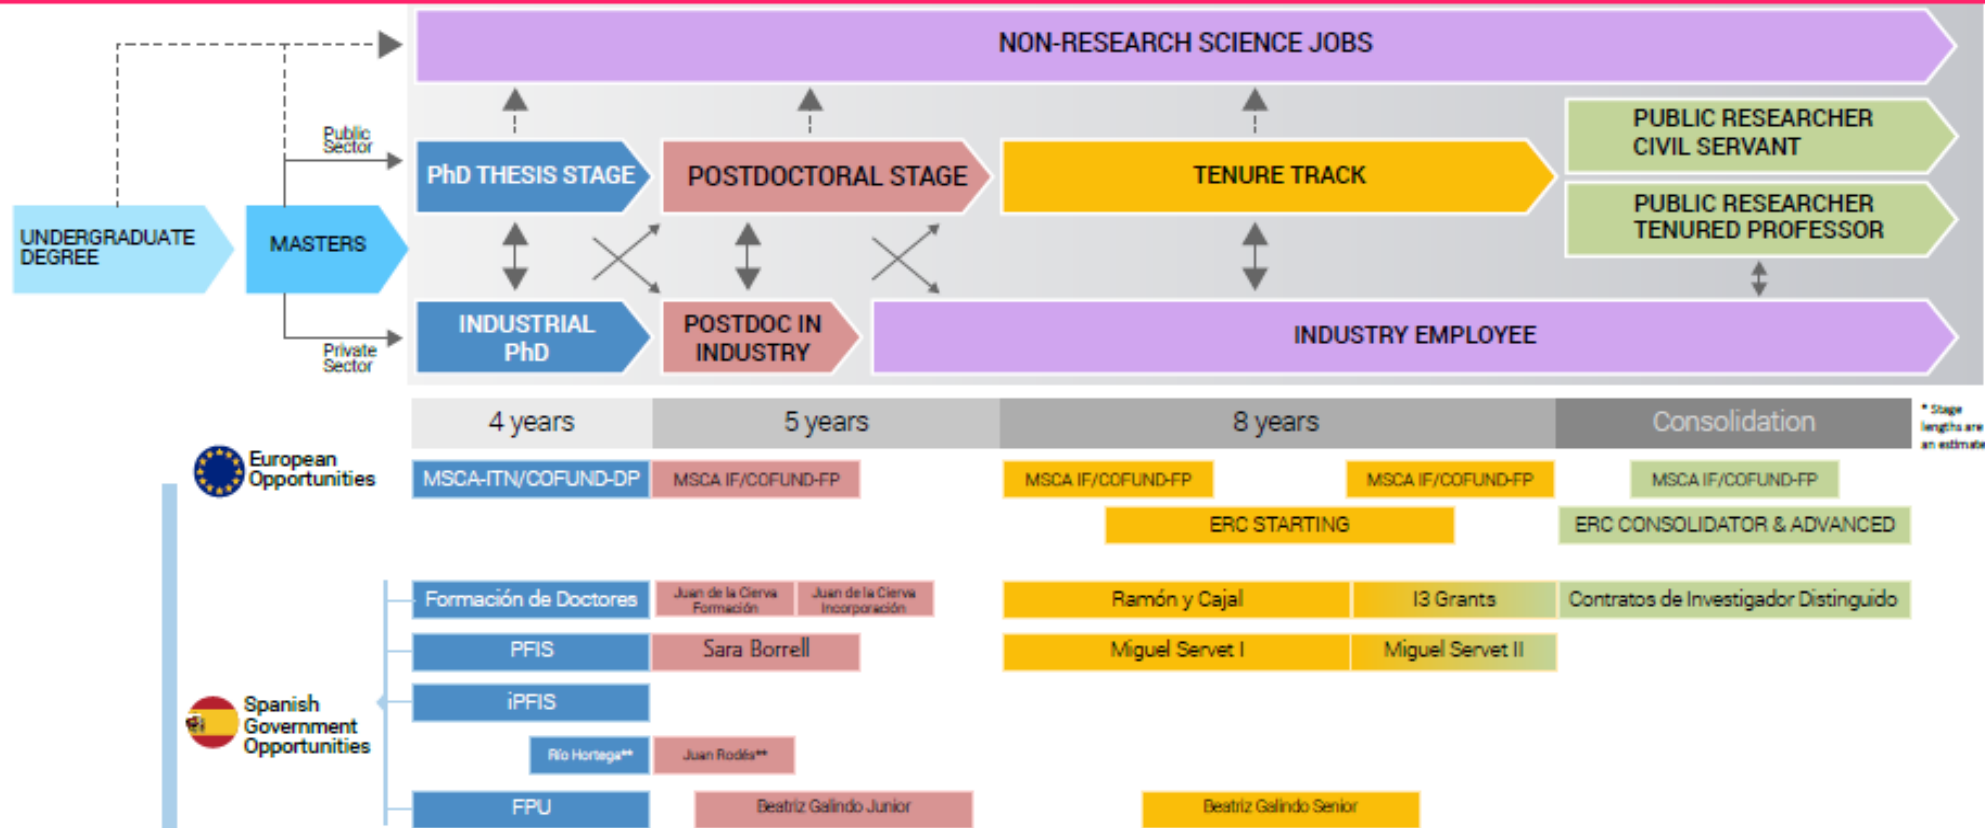 NON-RESEARCH SCIENCE JOBS
Public
Sector
PhD THESIS STAGE
POSTDOCTORAL STAGE
TENURE TRACK
PUBLIC RESEARCHER
CIVIL SERVANT
PUBLIC RESEARCHER
TENURED PROFESSOR
UNDERGRADUATE
DEGREE
MASTERS
Private
Sector
INDUSTRIAL
PhD
POSTDOC IN
INDUSTRY
INDUSTRY EMPLOYEE
4 years
5 years
8 years
Consolidation
* Stage
lengths are
an estimate
European
Opportunities
MSCA-ITN/COFUND-DP
MSCA IF/COFUND-FP
MSCA IF/COFUND-FP
MSCA IF/COFUND-FP
MSCA IF/COFUND-FP
ERC STARTING
ERC CONSOLIDATOR & ADVANCED
Spanish
Government
Opportunities
Formación de Doctores
Juan de la Cierva
Formación
Juan de la Cierva
Incorporación
Ramón y Cajal
I3 Grants
Contratos de Investigador Distinguido
PFIS
Sara Borrell
Miguel Servet I
Miguel Servet II
iPFIS
Río Hortega**
Juan Rodés**
FPU
Beatriz Galindo Junior
Beatriz Galindo Senior